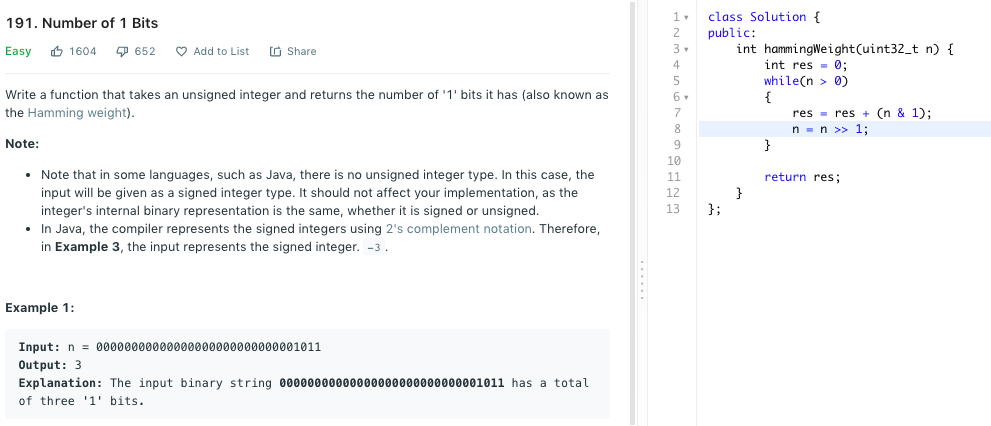 191. Number of 1 Bits
Easy 1604 652 Add to List Share
Write a function that takes an unsigned integer and returns the number of '1' bits it has (also known as
the Hamming weight).
Note:
• Note that in some languages, such as Java, there is no unsigned integer type. In this case, the
input will be given as a signed integer type. It should not affect your implementation, as the
integer's internal binary representation is the same, whether it is signed or unsigned.
• In Java, the compiler represents the signed integers using 2's complement notation. Therefore,
in Example 3, the input represents the signed integer. -3 .
Example 1:
Input: n = 00000000000000000000000000001011
Output: 3
Explanation: The input binary string 00000000000000000000000000001011 has a total
of three '1' bits.
1 class Solution {
2 public:
3 int hammingWeight(uint32_t n) {
4 int res = 0;
5 while(n > 0)
6 {
7 res = res + (n & 1);
8 n = n >> 1;
9 }
10
11 return res;
12 }
13 };